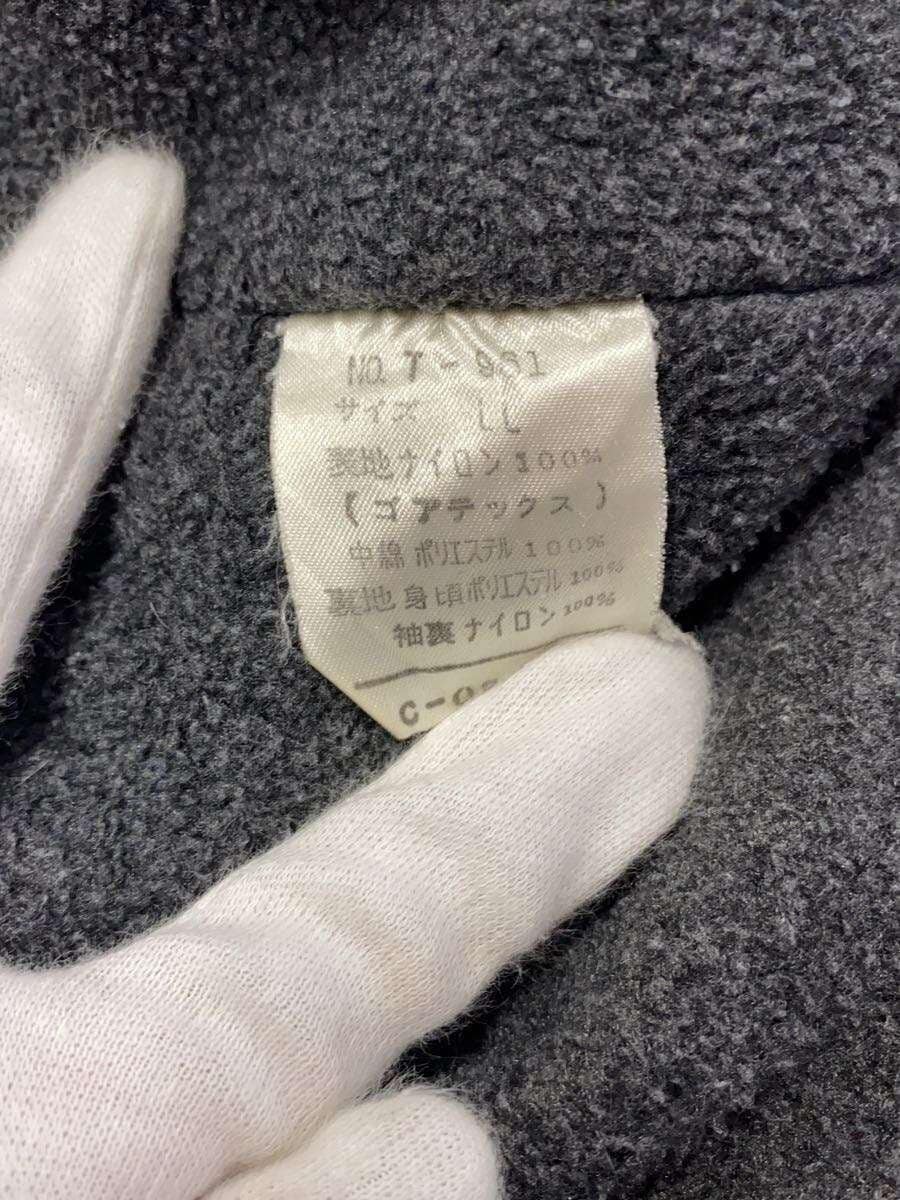 NO. T-931
サイズ LL
表地ナイロン100%
(ゴアテックス)
中綿ポリエステル100%
裏地身頃ポリエステル100%
袖裏ナイロン100%